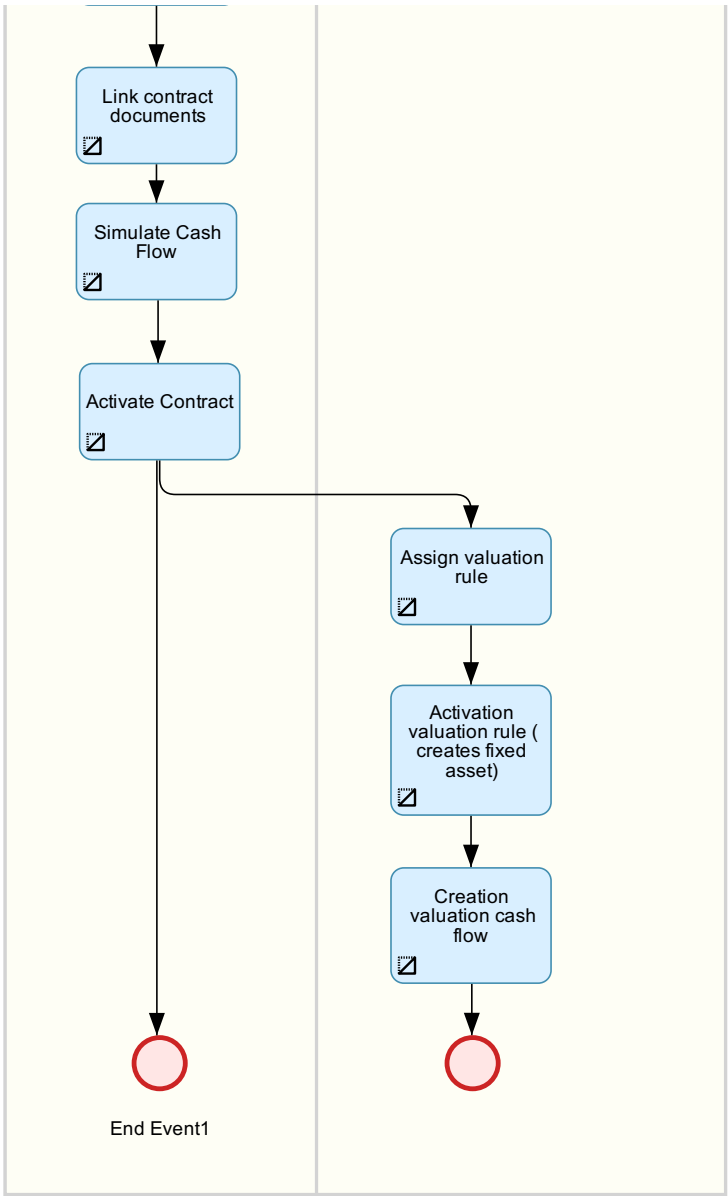 Link contract
documents
Simulate Cash
Flow
Activate Contract
Assign valuation
rule
Activation
valuation rule (
creates fixed
asset)
Creation
valuation cash
flow
End Event1